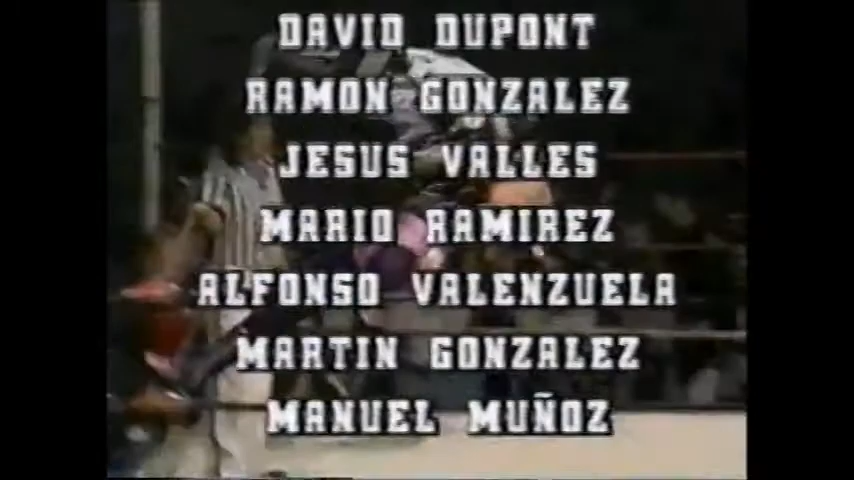 DAVID DUPONT
RAMON GONZALEZ
JESUS VALLES
MARIO RAMIREZ
ALFONSO VALENZUELA
MARTIN GONZALEZ
MANUEL MUÑOZ